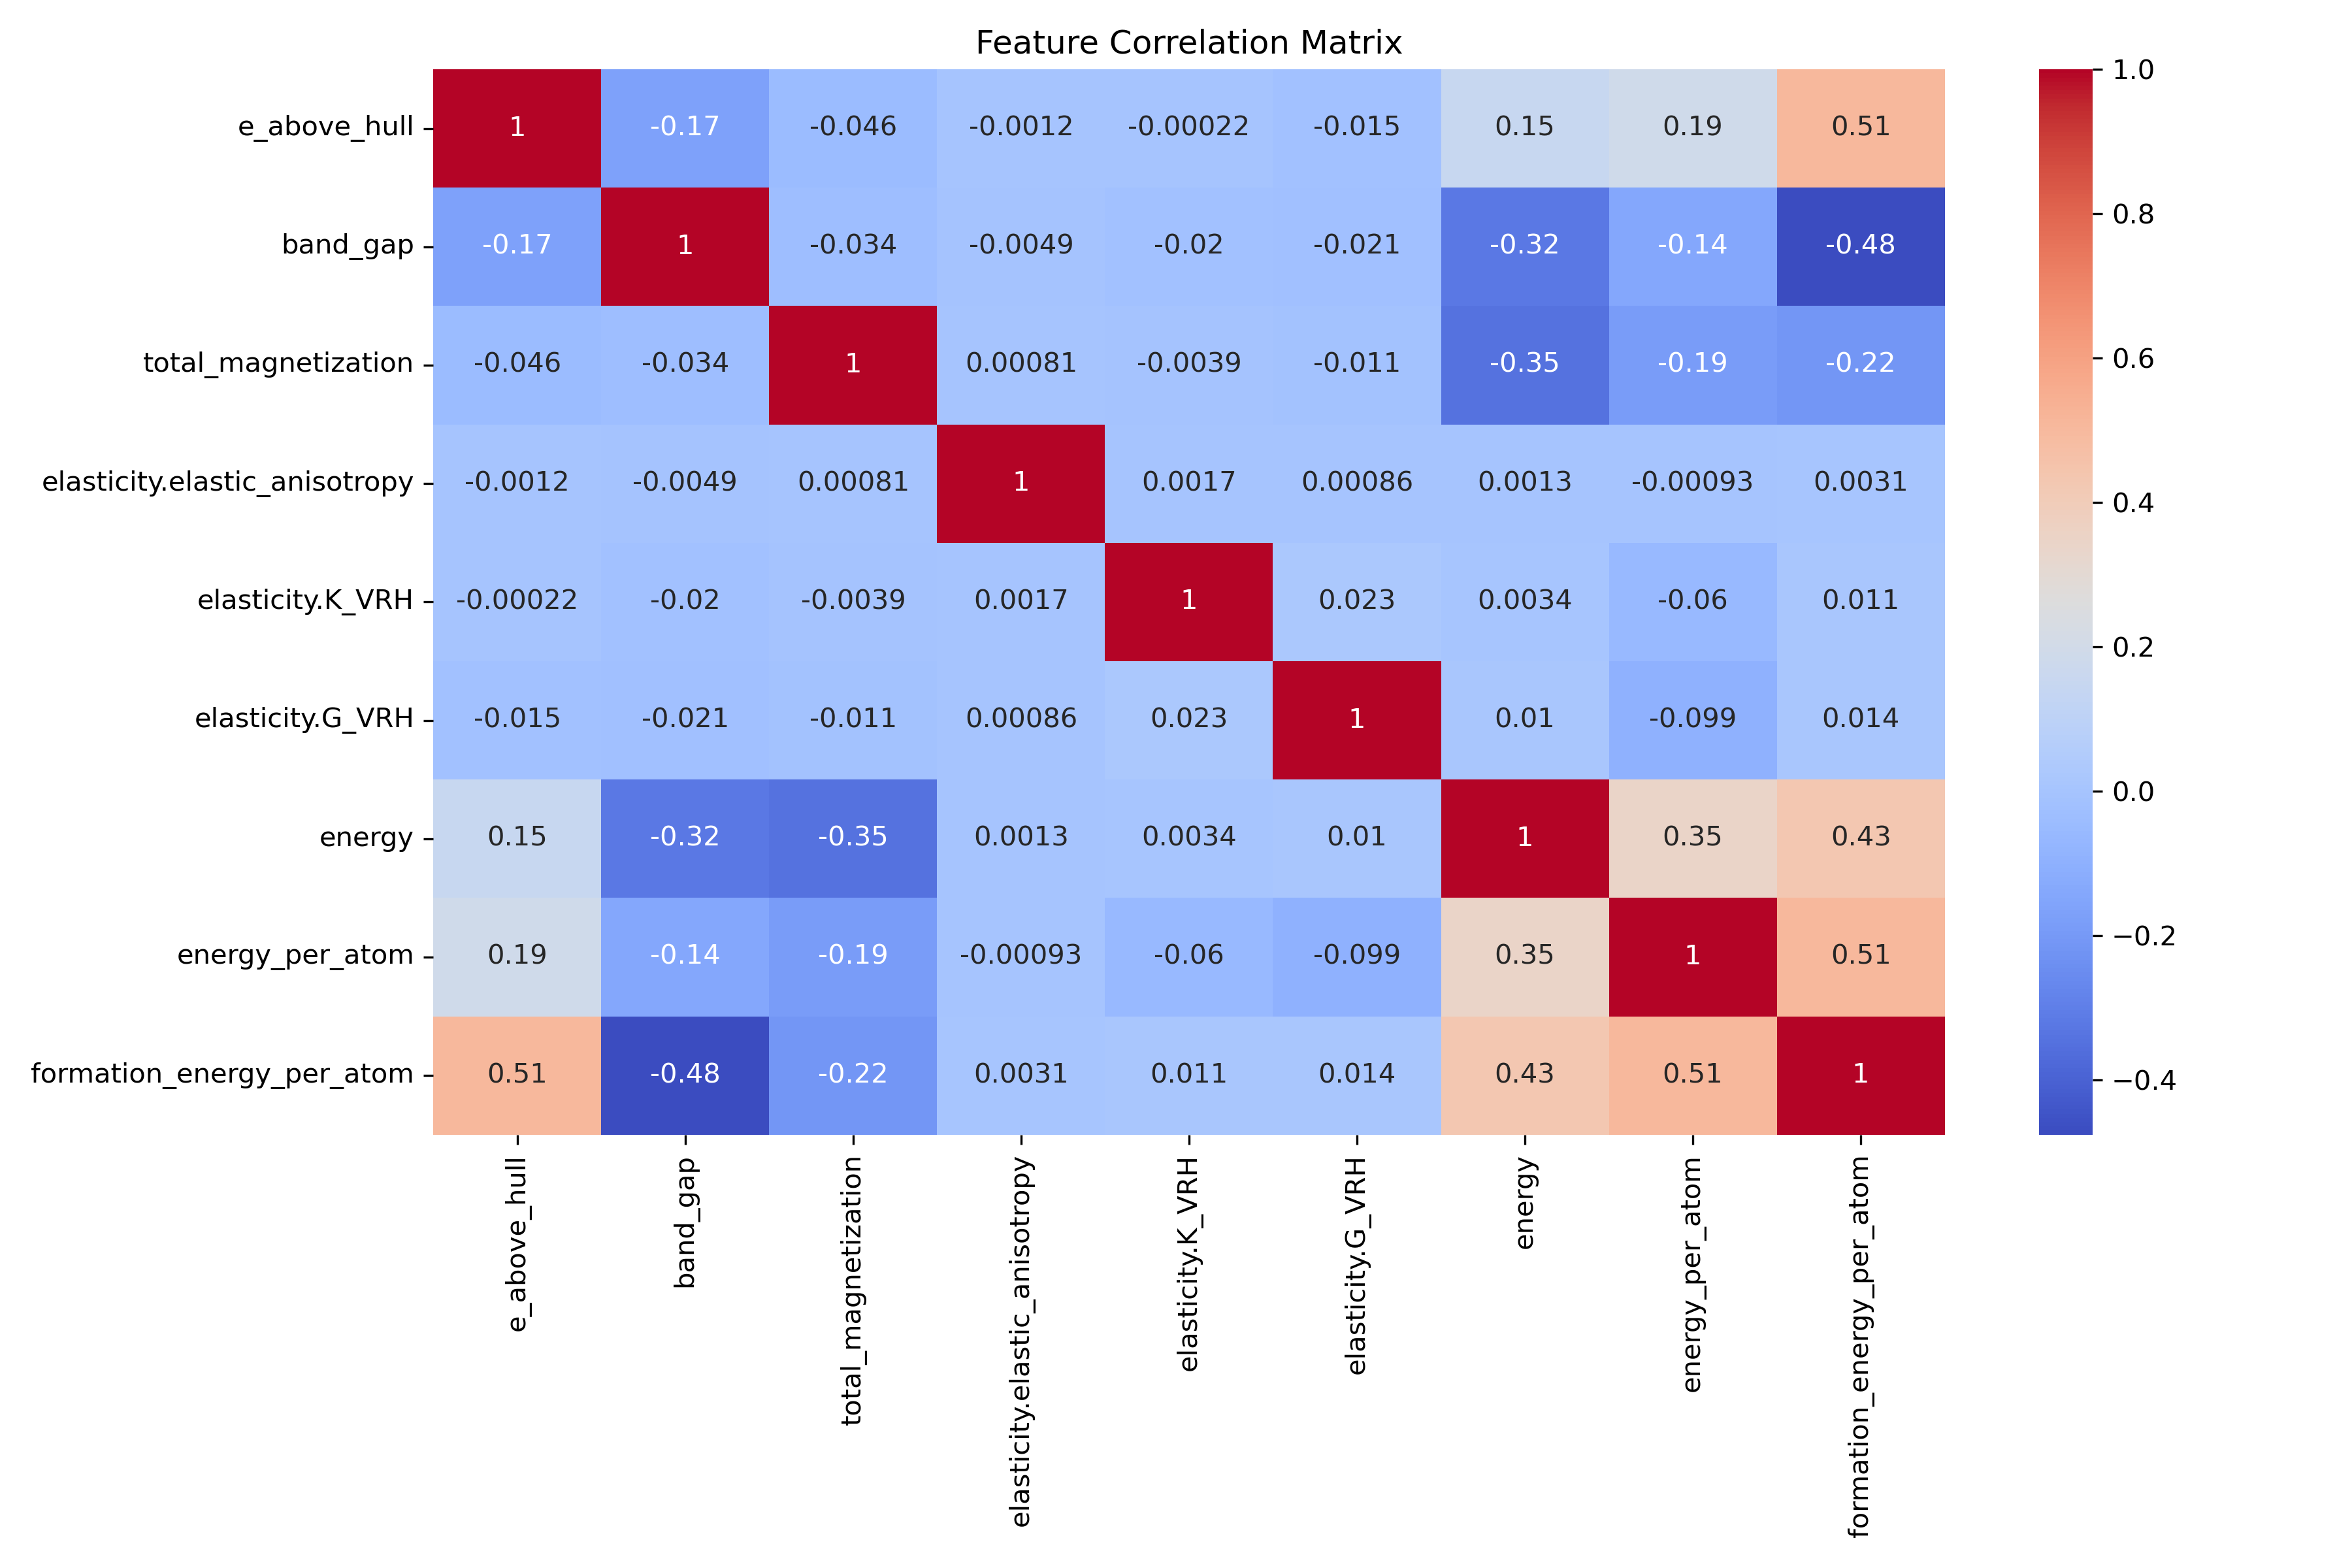 Feature Correlation Matrix
e_above_hull 1 -0.17 -0.046 -0.0012 -0.00022 -0.015 0.15 0.19 0.51
band_gap -0.17 1 -0.034 -0.0049 -0.02 -0.021 -0.32 -0.14 -0.48
total_magnetization -0.046 -0.034 1 0.00081 -0.0039 -0.011 -0.35 -0.19 -0.22
elasticity.elastic_anisotropy -0.0012 -0.0049 0.00081 1 0.0017 0.00086 0.0013 -0.00093 0.0031
elasticity.K_VRH -0.00022 -0.02 -0.0039 0.0017 1 0.023 0.0034 -0.06 0.011
elasticity.G_VRH -0.015 -0.021 -0.011 0.00086 0.023 1 0.01 -0.099 0.014
energy 0.15 -0.32 -0.35 0.0013 0.0034 0.01 1 0.35 0.43
energy_per_atom 0.19 -0.14 -0.19 -0.00093 -0.06 -0.099 0.35 1 0.51
formation_energy_per_atom 0.51 -0.48 -0.22 0.0031 0.011 0.014 0.43 0.51 1
e_above_hull
band_gap
total_magnetization
elasticity.elastic_anisotropy
elasticity.K_VRH
elasticity.G_VRH
energy
energy_per_atom
formation_energy_per_atom
1.0
0.8
0.6
0.4
0.2
0.0
−0.2
−0.4